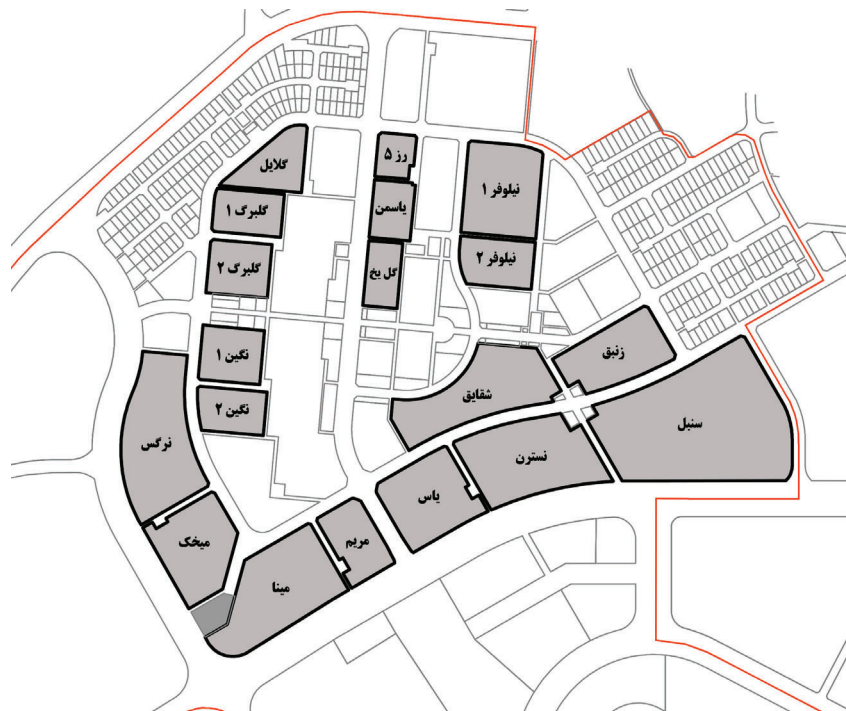 رز ۵
گلایل
نیلوفر ۱
یاسمن
گلبرگ ۱
نیلوفر ۲
گلبرگ ۲
گل یخ
زنبق
نگین ۱
شقایق
نگین ۲
سنبل
نرگس
نسترن
یاس
میخک
مریم
مینا